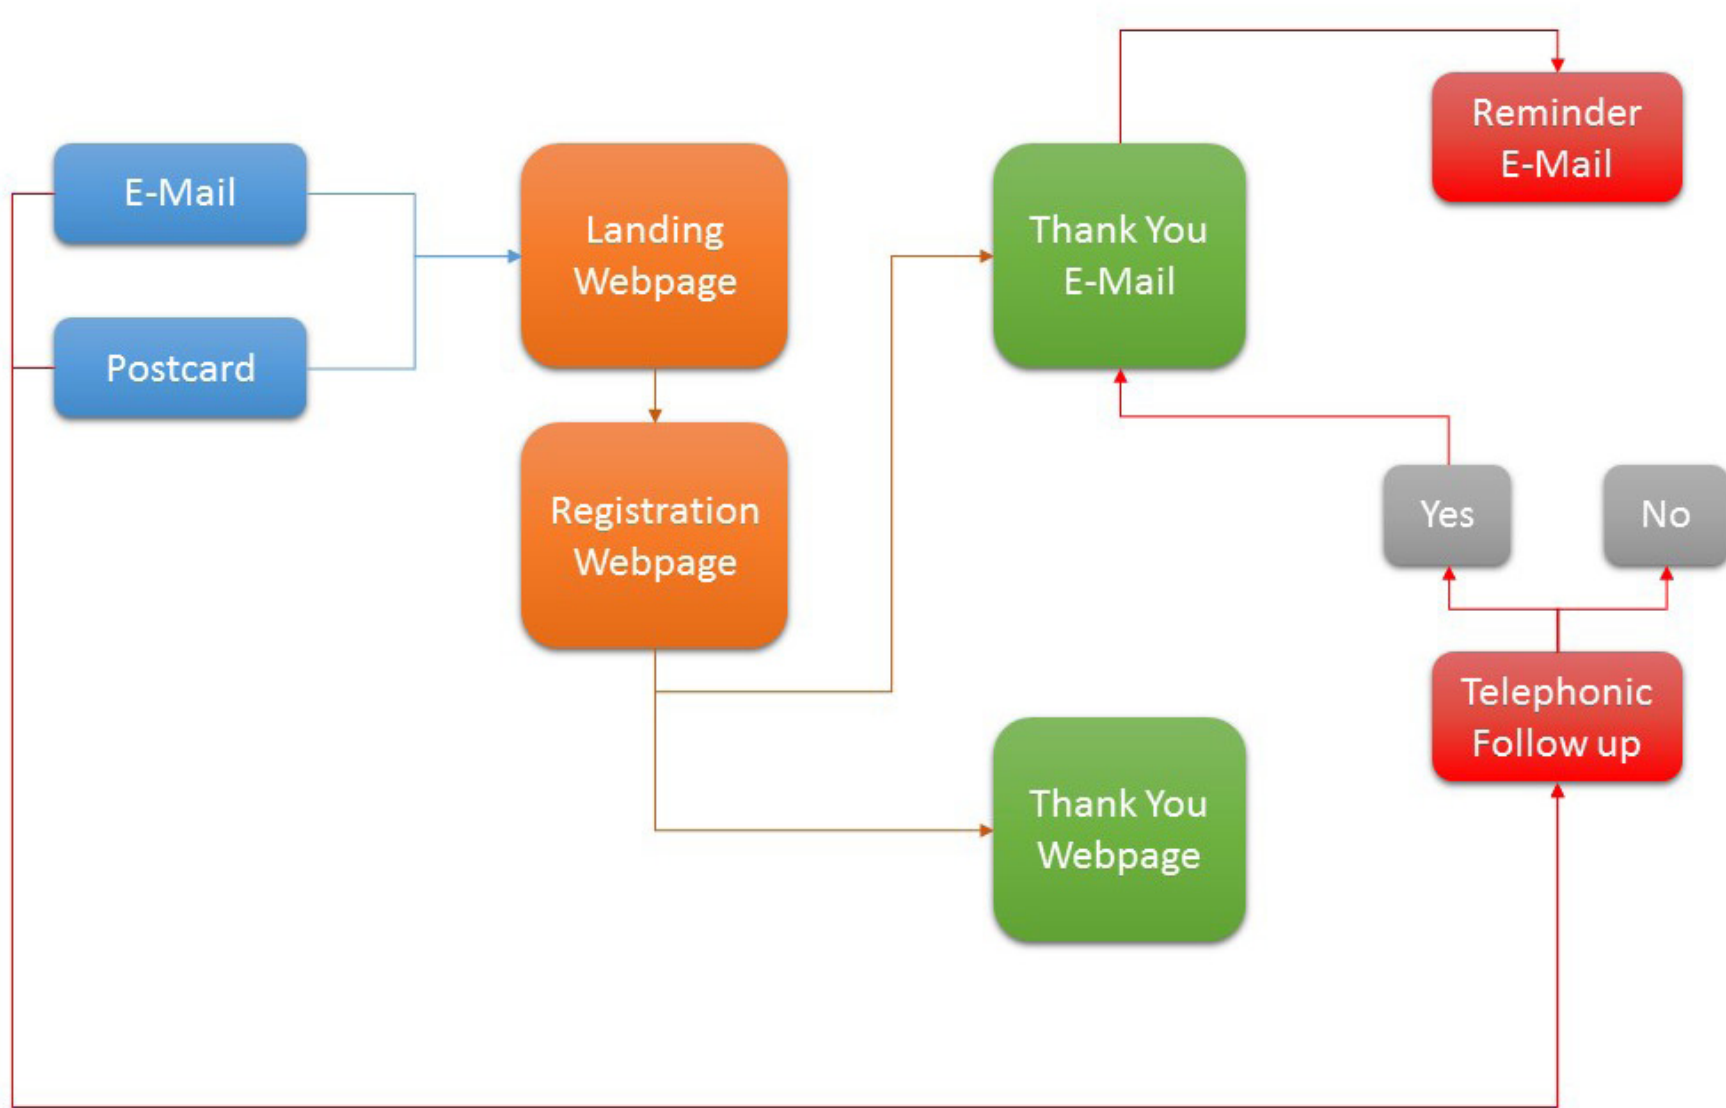 E-Mail
Postcard
Landing
Webpage
Registration
Webpage
Thank You
E-Mail
Thank You
Webpage
Reminder
E-Mail
Yes
No
Telephonic
Follow up